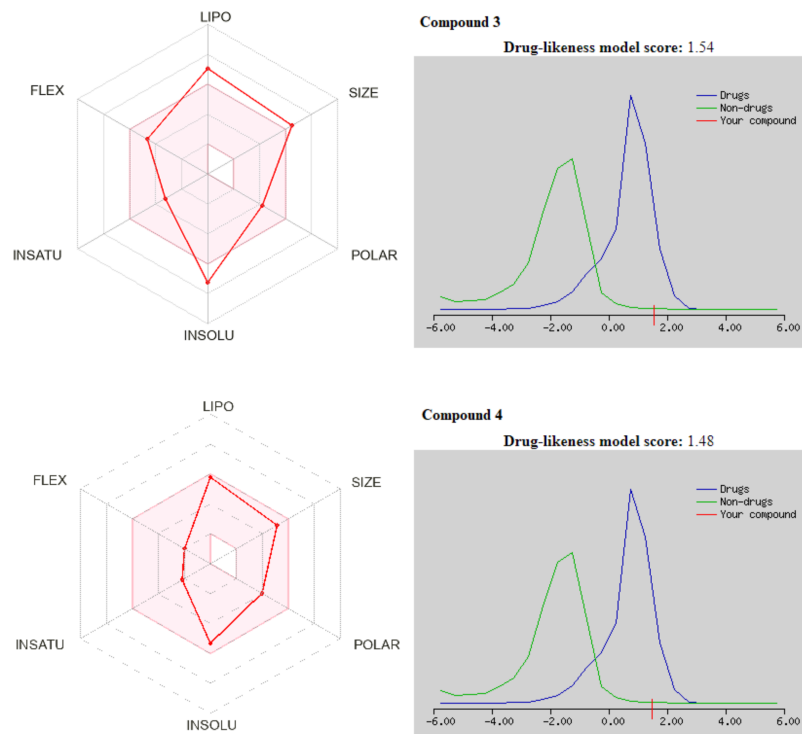 LIPO
FLEX
SIZE
INSATU
POLAR
INSOLU
Compound 3
Drug-likeness model score: 1.54
Drugs
Non-drugs
Your compound
-6.00 -4.00 -2.00 0.00 2.00 4.00 6.00
LIPO
FLEX
SIZE
INSATU
POLAR
INSOLU
Compound 4
Drug-likeness model score: 1.48
Drugs
Non-drugs
Your compound
-6.00 -4.00 -2.00 0.00 2.00 4.00 6.00